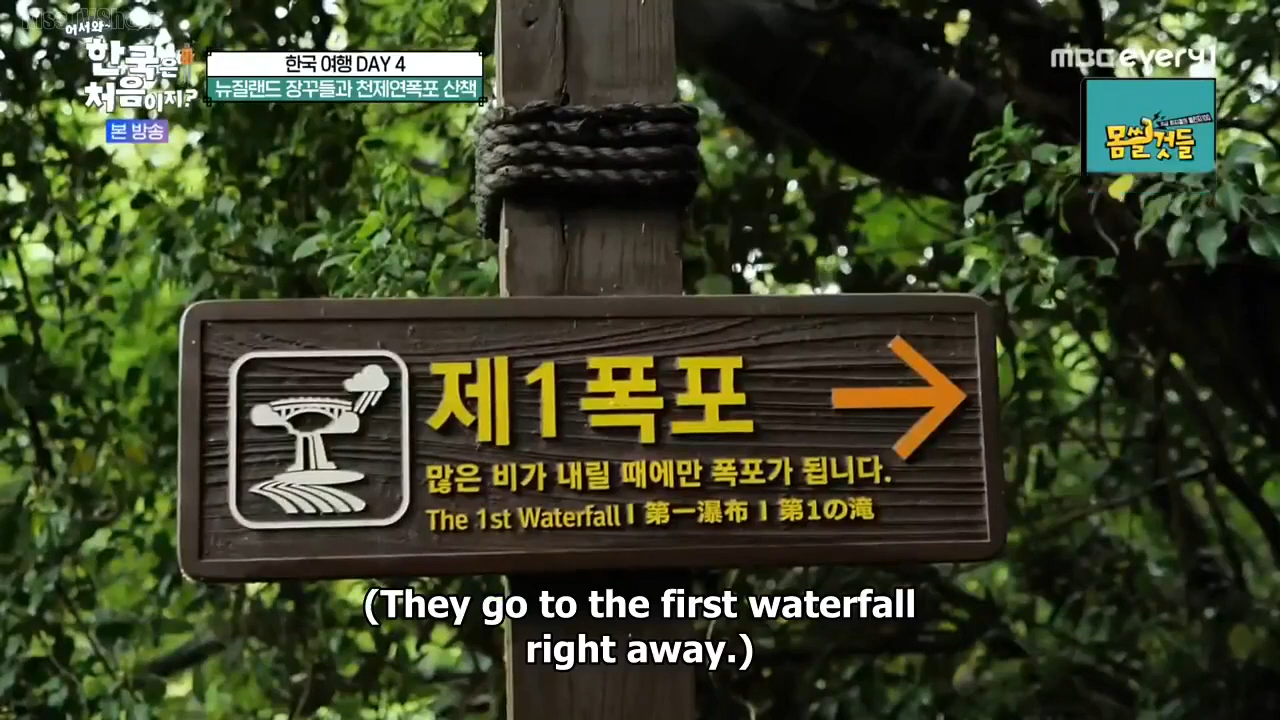 어서와
한국은
처음이지?
본 방송
한국 여행 DAY 4
뉴질랜드 장꾸들과 천제연폭포 산책
MBC every1
몸쓸것들
제1폭포
많은 비가 내릴 때에만 폭포가 됩니다.
The 1st Waterfall I 第一瀑布 I 第1の滝
(They go to the first waterfall
right away.)